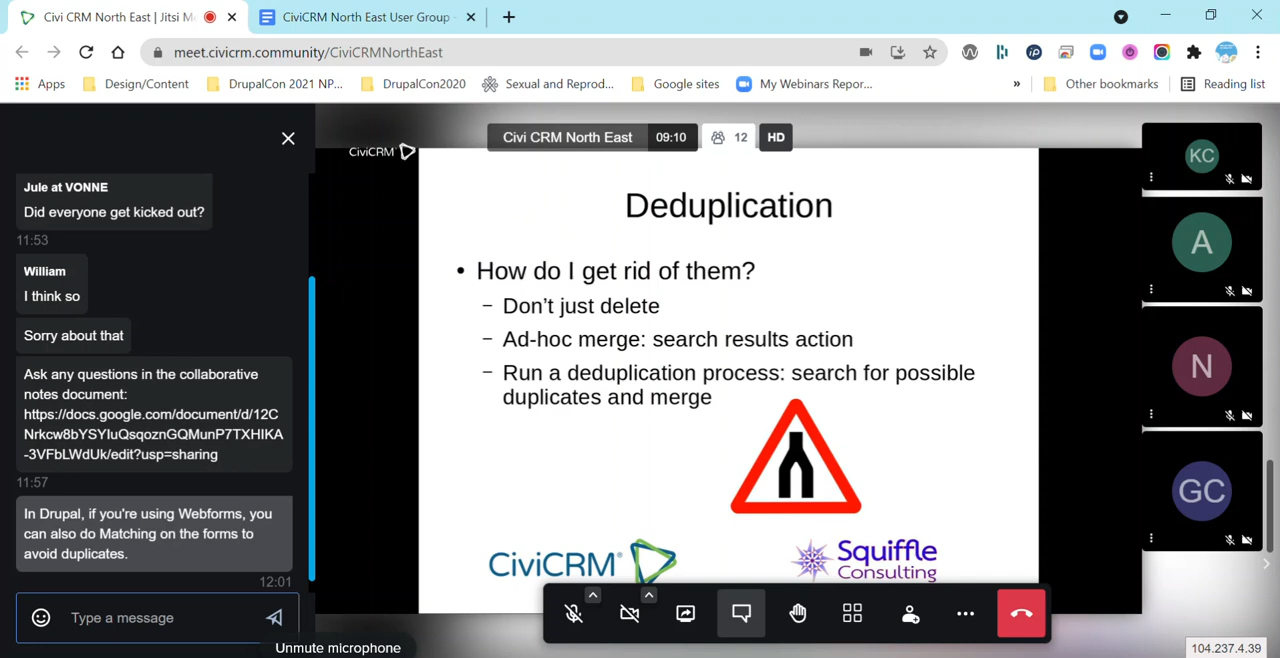 Civi CRM North East | Jitsi M
CiviCRM North East User Group -
meet.civicrm.community/CiviCRMNorthEast
Apps
Design/Content
DrupalCon 2021 NP...
DrupalCon2020
Sexual and Reprod...
Google sites
My Webinars Repor...
»
Other bookmarks
Reading list
Jule at VONNE
Did everyone get kicked out?
11:53
William
I think so
Sorry about that
Ask any questions in the collaborative
notes document:
https://docs.google.com/document/d/12C
Nrkcw8bYSYIuQsqoznGQMunP7TXHIKA
-3VFbLWdUk/edit?usp=sharing
11:57
In Drupal, if you're using Webforms, you
can also do Matching on the forms to
avoid duplicates.
12:01
Type a message
Unmute microphone
CiviCRM
Civi CRM North East
09:10
12
HD
Deduplication
• How do I get rid of them?
– Don't just delete
– Ad-hoc merge: search results action
– Run a deduplication process: search for possible
duplicates and merge
CiviCRM®
Squiffle
Consulting
KC
A
N
GC
104.237.4.39